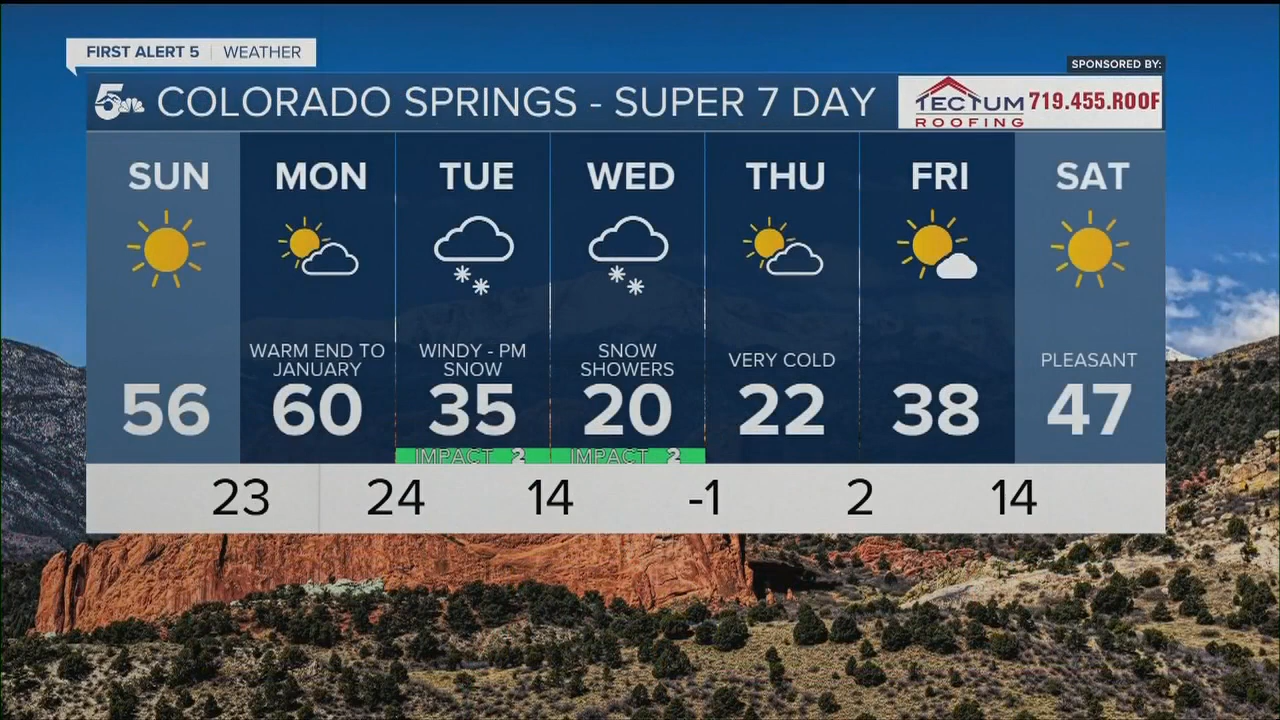 FIRST ALERT 5 | WEATHER
SPONSORED BY:
5 COLORADO SPRINGS - SUPER 7 DAY
TECTUM
ROOFING
719.455.ROOF
SUN MON TUE WED THU FRI SAT
WARM END TO
JANUARY
WINDY - PM
SNOW
SNOW
SHOWERS
VERY COLD
PLEASANT
56 60 35 20 22 38 47
IMPACT 2 IMPACT 2
23 24 14 -1 2 14